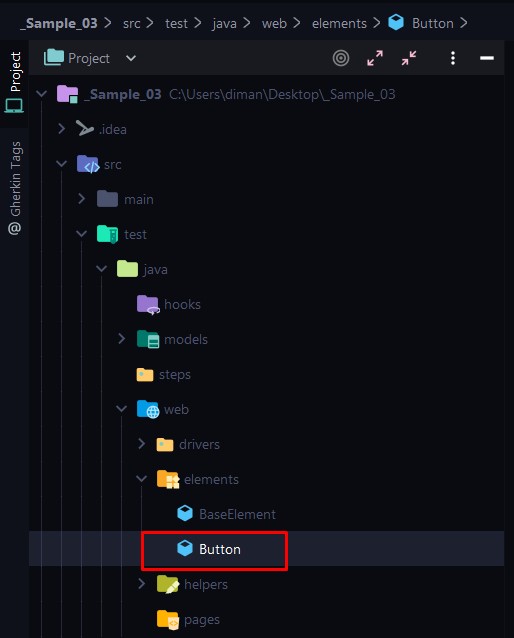 _Sample_03 > src > test > java > web > elements > Button >
Project
Project
_Sample_03 C:\Users\diman\Desktop\_Sample_03
.idea
src
main
test
java
hooks
models
steps
web
drivers
elements
BaseElement
Button
helpers
pages
@ Gherkin Tags